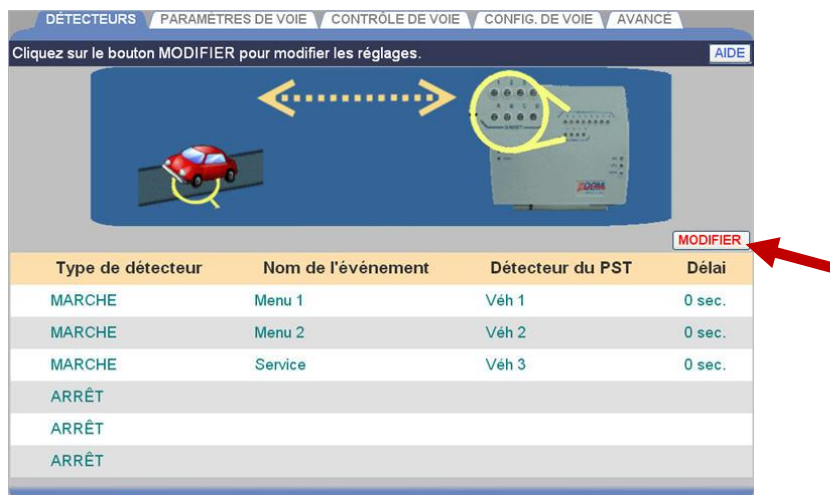 DÉTECTEURS PARAMÈTRES DE VOIE CONTRÔLE DE VOIE CONFIG. DE VOIE AVANCÉ
Cliquez sur le bouton MODIFIER pour modifier les réglages. AIDE
ZOOM
MODIFIER
Type de détecteur Nom de l'événement Détecteur du PST Délai
MARCHE Menu 1 Véh 1 0 sec.
MARCHE Menu 2 Véh 2 0 sec.
MARCHE Service Véh 3 0 sec.
ARRÊT
ARRÊT
ARRÊT